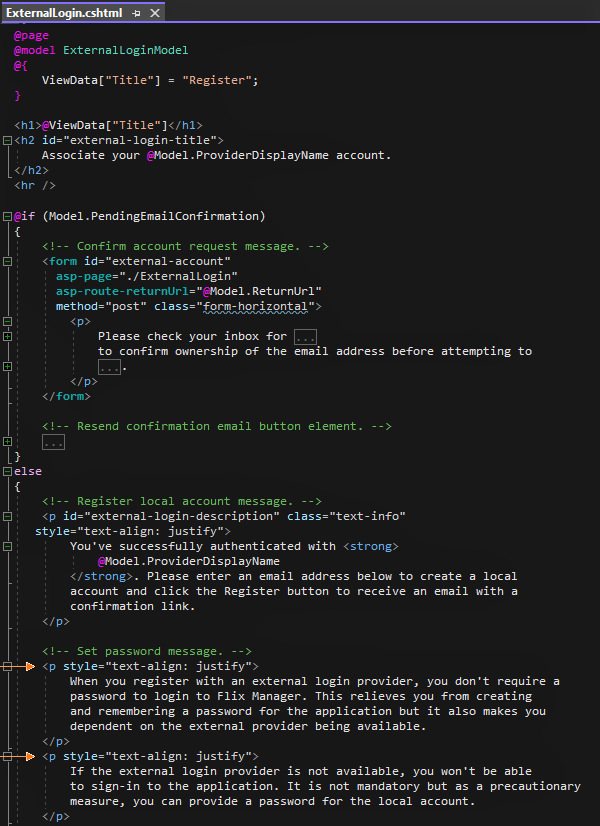 ExternalLogin.cshtml
@page
@model ExternalLoginModel
@{
ViewData["Title"] = "Register";
}
<h1>@ViewData["Title"]</h1>
<h2 id="external-login-title">
Associate your @Model.ProviderDisplayName account.
</h2>
<hr />
@if (Model.PendingEmailConfirmation)
{
<!-- Confirm account request message. -->
<form id="external-account"
asp-page="./ExternalLogin"
asp-route-returnUrl="@Model.ReturnUrl"
method="post" class="form-horizontal">
<p>
Please check your inbox for ...
to confirm ownership of the email address before attempting to
....
</p>
</form>
<!-- Resend confirmation email button element. -->
...
}
else
{
<!-- Register local account message. -->
<p id="external-login-description" class="text-info"
style="text-align: justify">
You've successfully authenticated with <strong>
@Model.ProviderDisplayName
</strong>. Please enter an email address below to create a local
account and click the Register button to receive an email with a
confirmation link.
</p>
<!-- Set password message. -->
<p style="text-align: justify">
When you register with an external login provider, you don't require a
password to login to Flix Manager. This relieves you from creating
and remembering a password for the application but it also makes you
dependent on the external provider being available.
</p>
<p style="text-align: justify">
If the external login provider is not available, you won't be able
to sign-in to the application. It is not mandatory but as a precautionary
measure, you can provide a password for the local account.
</p>